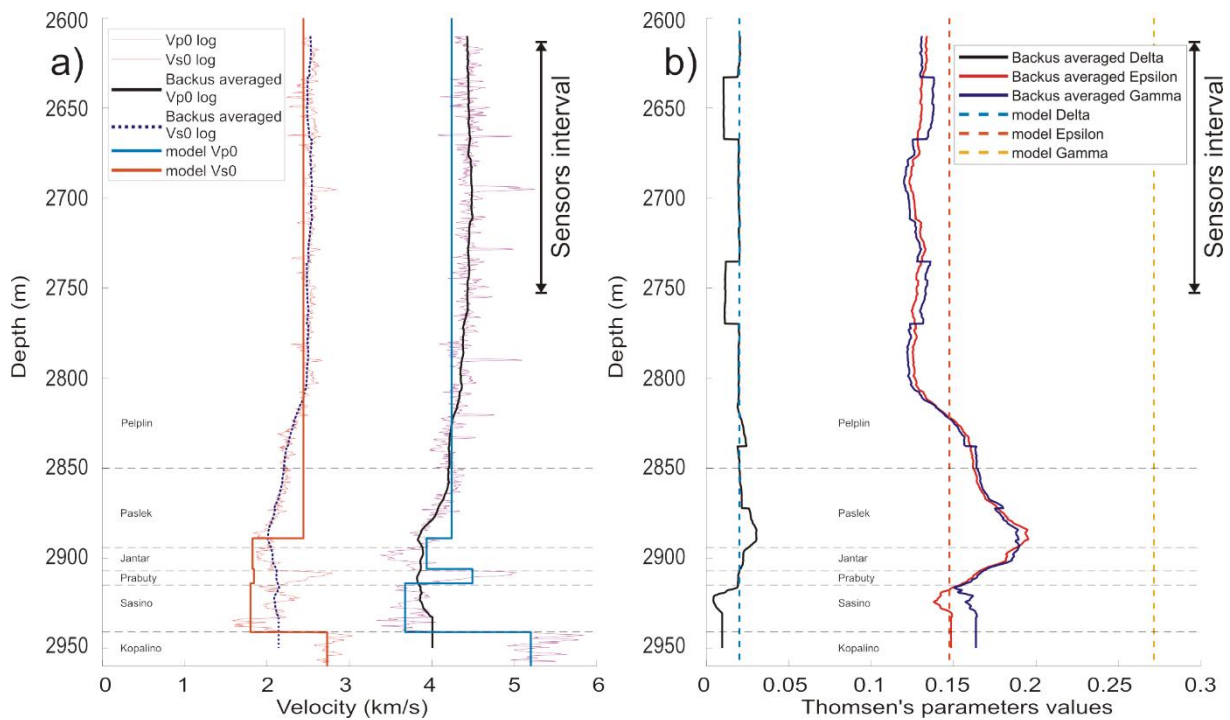 a)
2600
2650
2700
2750
2800
2850
2900
2950
Depth (m)
Vp0 log
Vs0 log
Backus averaged
Vp0 log
Backus averaged
Vs0 log
model Vp0
model Vs0
Sensors interval
Pelplin
Paslek
Jantar
Prabuty
Sasino
Kopalino
0 1 2 3 4 5 6
Velocity (km/s)
b)
2600
2650
2700
2750
2800
2850
2900
2950
Depth (m)
Backus averaged Delta
Backus averaged Epsilon
Backus averaged Gamma
model Delta
model Epsilon
model Gamma
Sensors interval
Pelplin
Paslek
Jantar
Prabuty
Sasino
Kopalino
0 0.05 0.1 0.15 0.2 0.25 0.3
Thomsen's parameters values